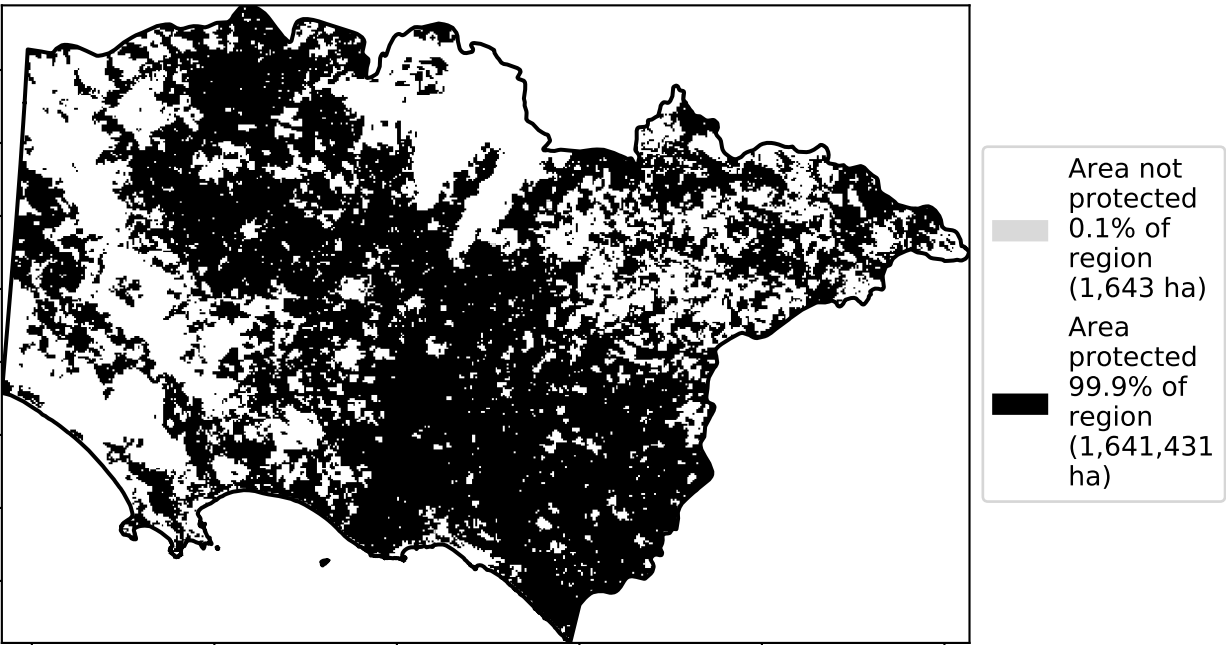 Area not
protected
0.1% of
region
(1,643 ha)
Area
protected
99.9% of
region
(1,641,431
ha)